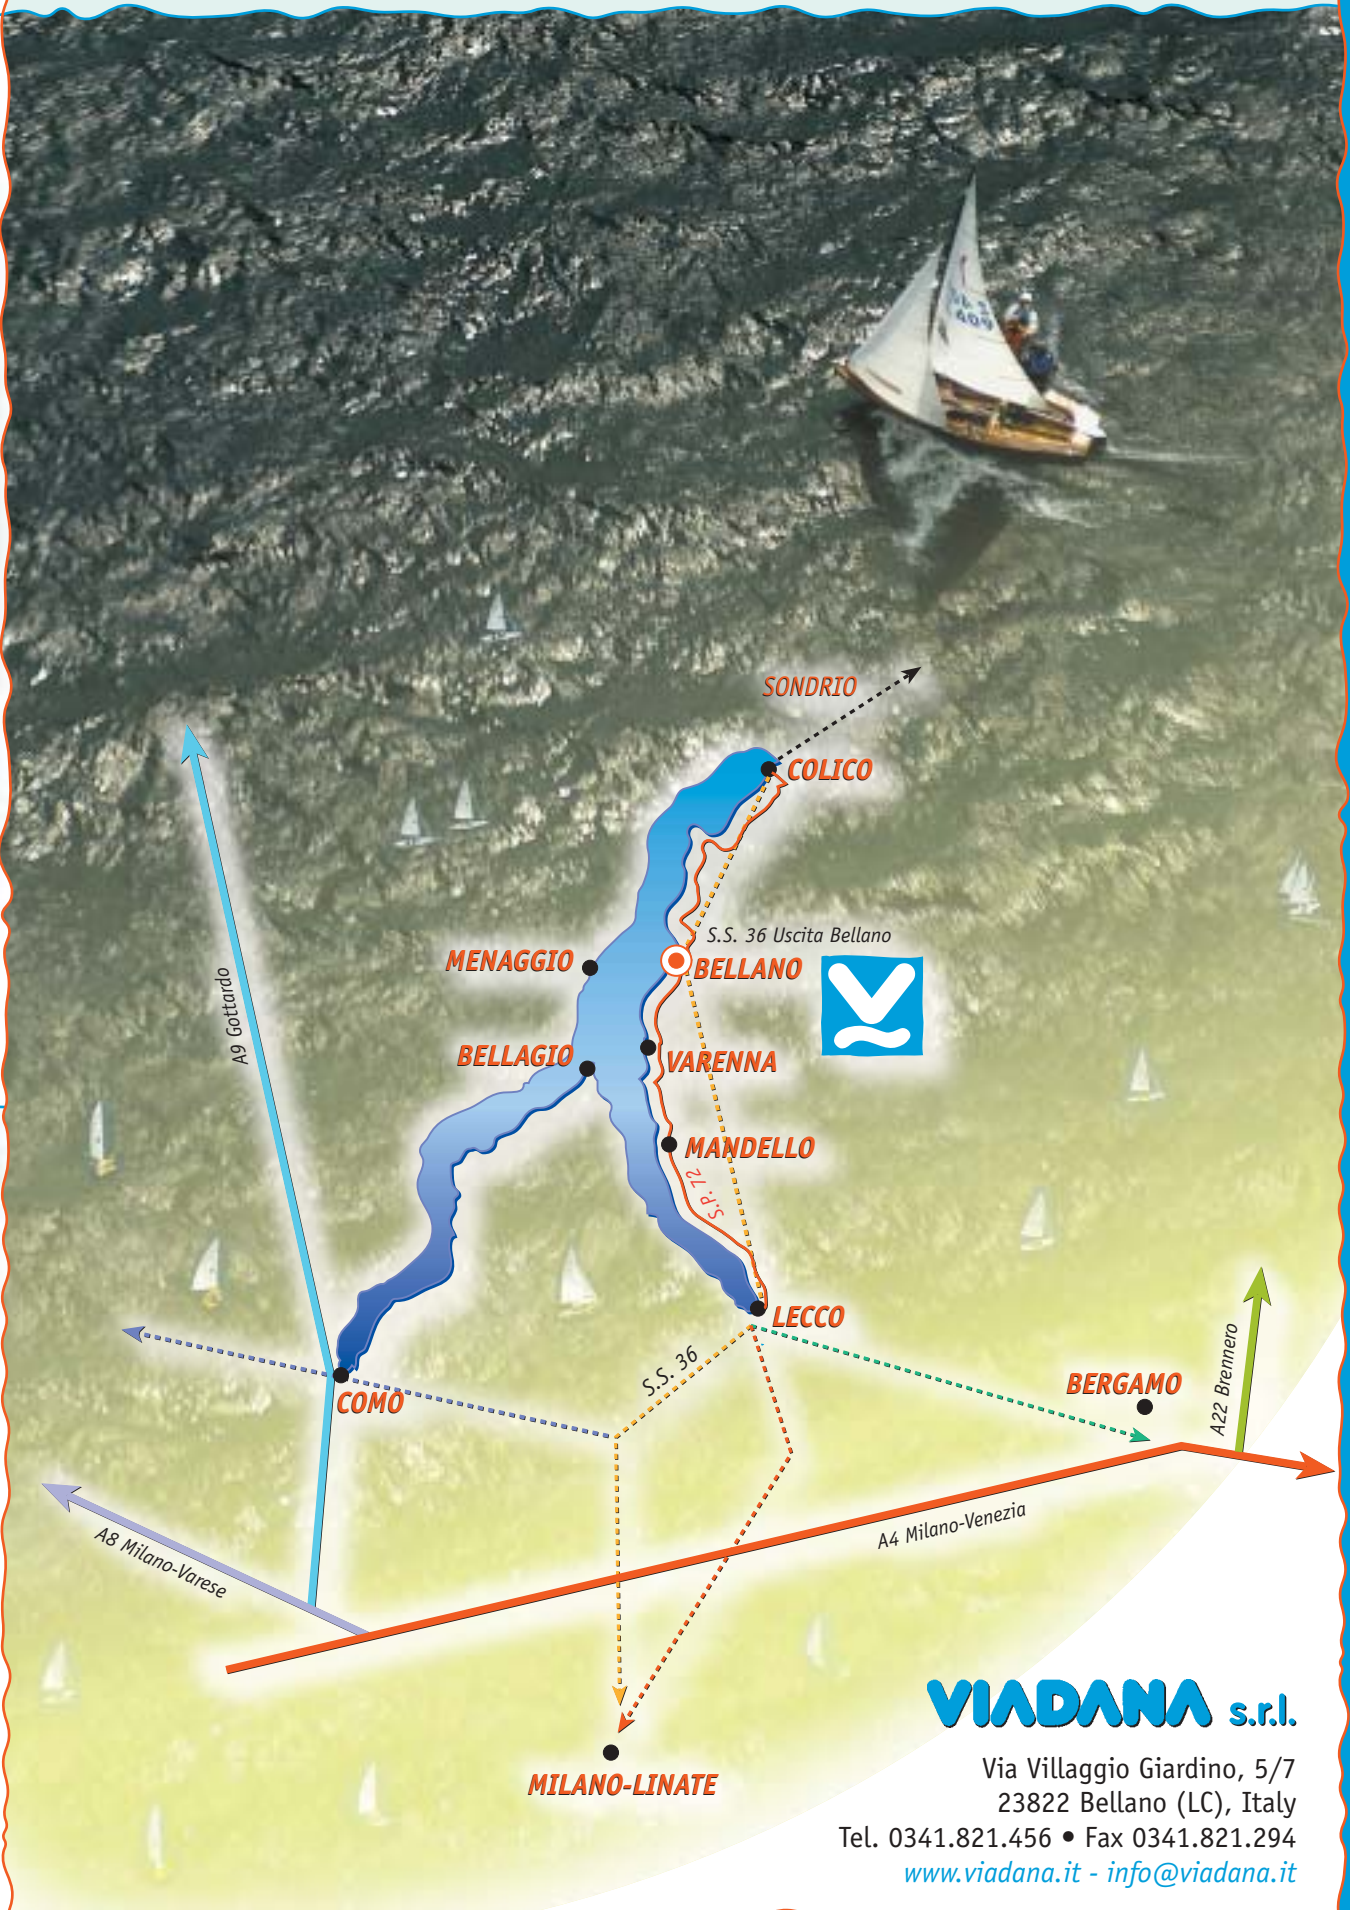 SONDRIO
COLICO
S.S. 36 Uscita Bellano
MENAGGIO
BELLANO
A9 Gottardo
BELLAGIO
VARENNA
MANDELLO
S.P. 72
LECCO
S.S. 36
COMO
BERGAMO
A22 Brennero
A4 Milano-Venezia
A8 Milano-Varese
MILANO-LINATE
VIADANA s.r.l.
Via Villaggio Giardino, 5/7
23822 Bellano (LC), Italy
Tel. 0341.821.456 • Fax 0341.821.294
www.viadana.it - info@viadana.it